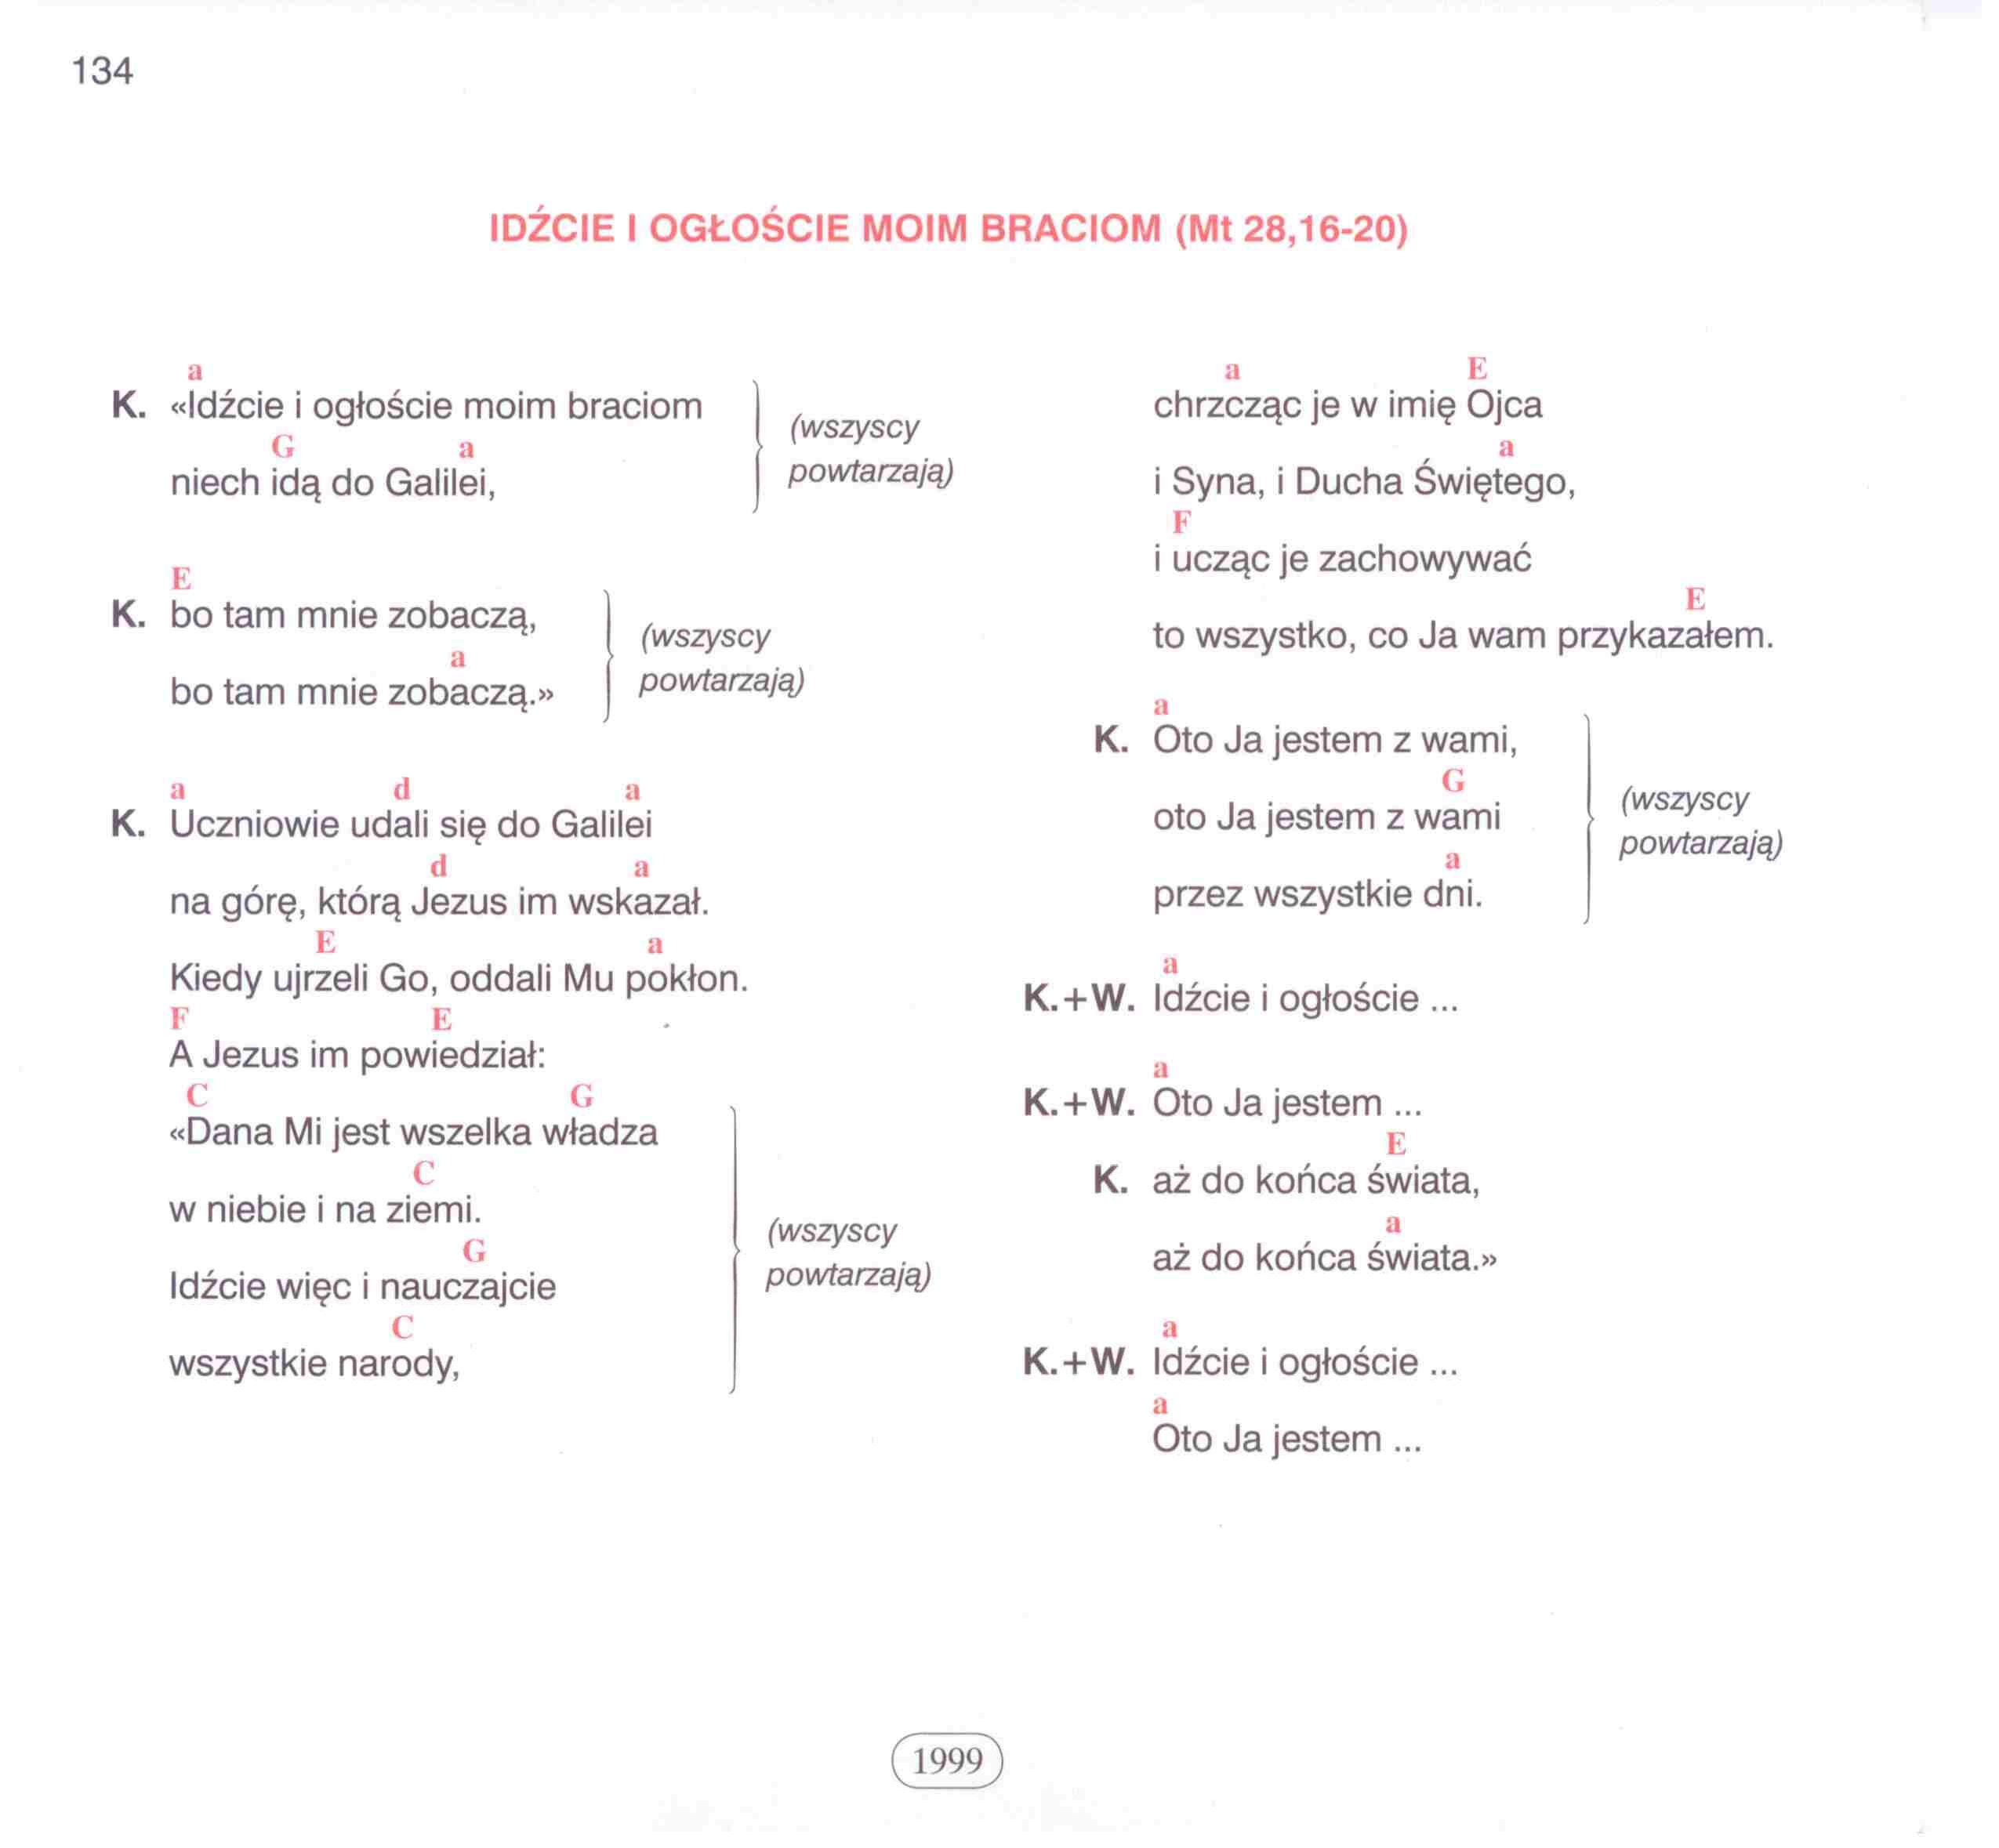 134
IDŹCIE I OGŁOŚCIE MOIM BRACIOM (Mt 28,16-20)
a
K. «Idźcie i ogłoście moim braciom
G a
niech idą do Galilei,
(wszyscy
powtarzają)
E
K. bo tam mnie zobaczą,
a
bo tam mnie zobaczą.»
(wszyscy
powtarzają)
a d a
K. Uczniowie udali się do Galilei
d a
na górę, którą Jezus im wskazał.
E a
Kiedy ujrzeli Go, oddali Mu pokłon.
F E
A Jezus im powiedział:
C G
«Dana Mi jest wszelka władza
C
w niebie i na ziemi.
G
Idźcie więc i nauczajcie
C
wszystkie narody,
(wszyscy
powtarzają)
a E
chrzcząc je w imię Ojca
a
i Syna, i Ducha Świętego,
F
i ucząc je zachowywać
E
to wszystko, co Ja wam przykazałem.
a
K. Oto Ja jestem z wami,
G
oto Ja jestem z wami
a
przez wszystkie dni.
(wszyscy
powtarzają)
a
K.+W. Idźcie i ogłoście ...
a
K.+W. Oto Ja jestem ...
E
K. aż do końca świata,
a
aż do końca świata.»
a
K.+W. Idźcie i ogłoście ...
a
Oto Ja jestem ...
1999